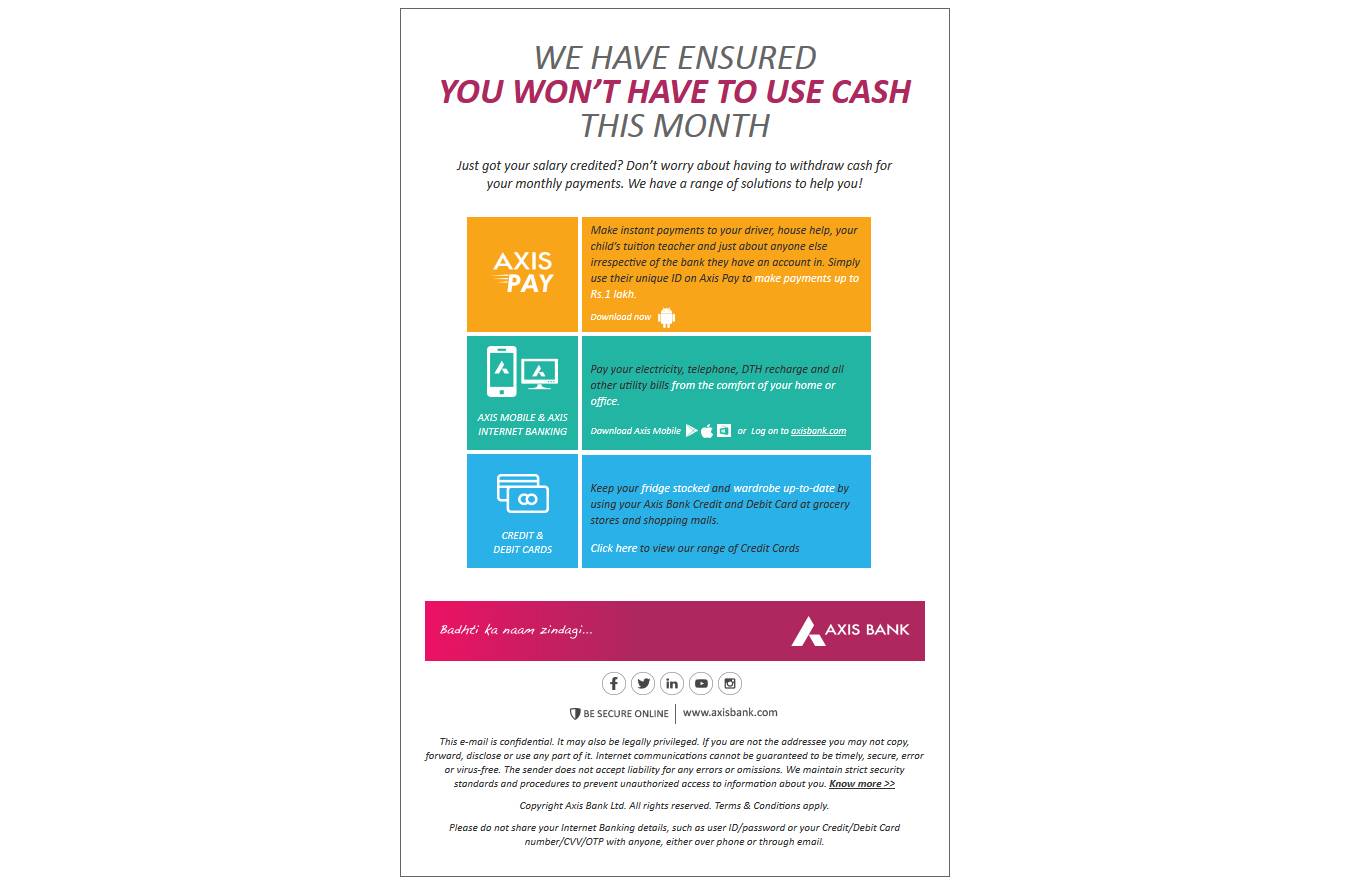 WE HAVE ENSURED
YOU WON'T HAVE TO USE CASH
THIS MONTH
Just got your salary credited? Don't worry about having to withdraw cash for
your monthly payments. We have a range of solutions to help you!
AXIS
PAY
Make instant payments to your driver, house help, your
child's tuition teacher and just about anyone else
irrespective of the bank they have an account in. Simply
use their unique ID on Axis Pay to make payments up to
Rs.1 lakh.
Download now
AXIS MOBILE & AXIS
INTERNET BANKING
Pay your electricity, telephone, DTH recharge and all
other utility bills from the comfort of your home or
office.
Download Axis Mobile or Log on to axisbank.com
CREDIT &
DEBIT CARDS
Keep your fridge stocked and wardrobe up-to-date by
using your Axis Bank Credit and Debit Card at grocery
stores and shopping malls.
Click here to view our range of Credit Cards
Badhti ka naam zindagi...
AXIS BANK
BE SECURE ONLINE | www.axisbank.com
This e-mail is confidential. It may also be legally privileged. If you are not the addressee you may not copy,
forward, disclose or use any part of it. Internet communications cannot be guaranteed to be timely, secure, error
or virus-free. The sender does not accept liability for any errors or omissions. We maintain strict security
standards and procedures to prevent unauthorized access to information about you. Know more >>
Copyright Axis Bank Ltd. All rights reserved. Terms & Conditions apply.
Please do not share your Internet Banking details, such as user ID/password or your Credit/Debit Card
number/CVV/OTP with anyone, either over phone or through email.